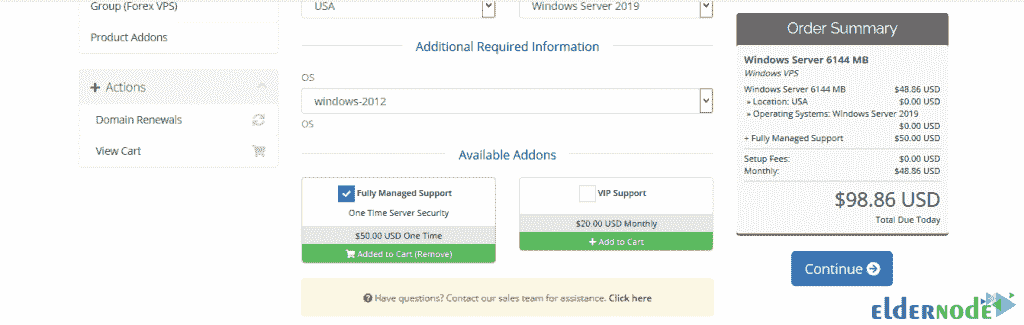 Group (Forex VPS)
Product Addons
Actions
Domain Renewals
View Cart
USA
Windows Server 2019
Additional Required Information
OS
windows-2012
OS
Available Addons
Fully Managed Support
One Time Server Security
$50.00 USD One Time
Added to Cart (Remove)
VIP Support
$20.00 USD Monthly
Add to Cart
Have questions? Contact our sales team for assistance. Click here
Order Summary
Windows Server 6144 MB
Windows VPS
Windows Server 6144 MB $48.86 USD
» Location: USA $0.00 USD
» Operating Systems: Windows Server 2019
$0.00 USD
+ Fully Managed Support $50.00 USD
Setup Fees: $0.00 USD
Monthly: $48.86 USD
$98.86 USD
Total Due Today
Continue
ELDERNODE